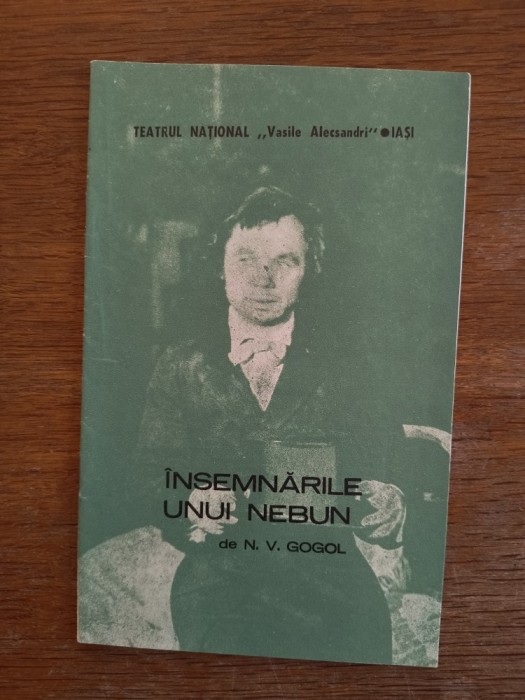 TEATRUL NAȚIONAL ,,Vasile Alecsandri‘‘ ● IAȘI
ÎNSEMNĂRILE
UNUI NEBUN
de N. V. GOGOL